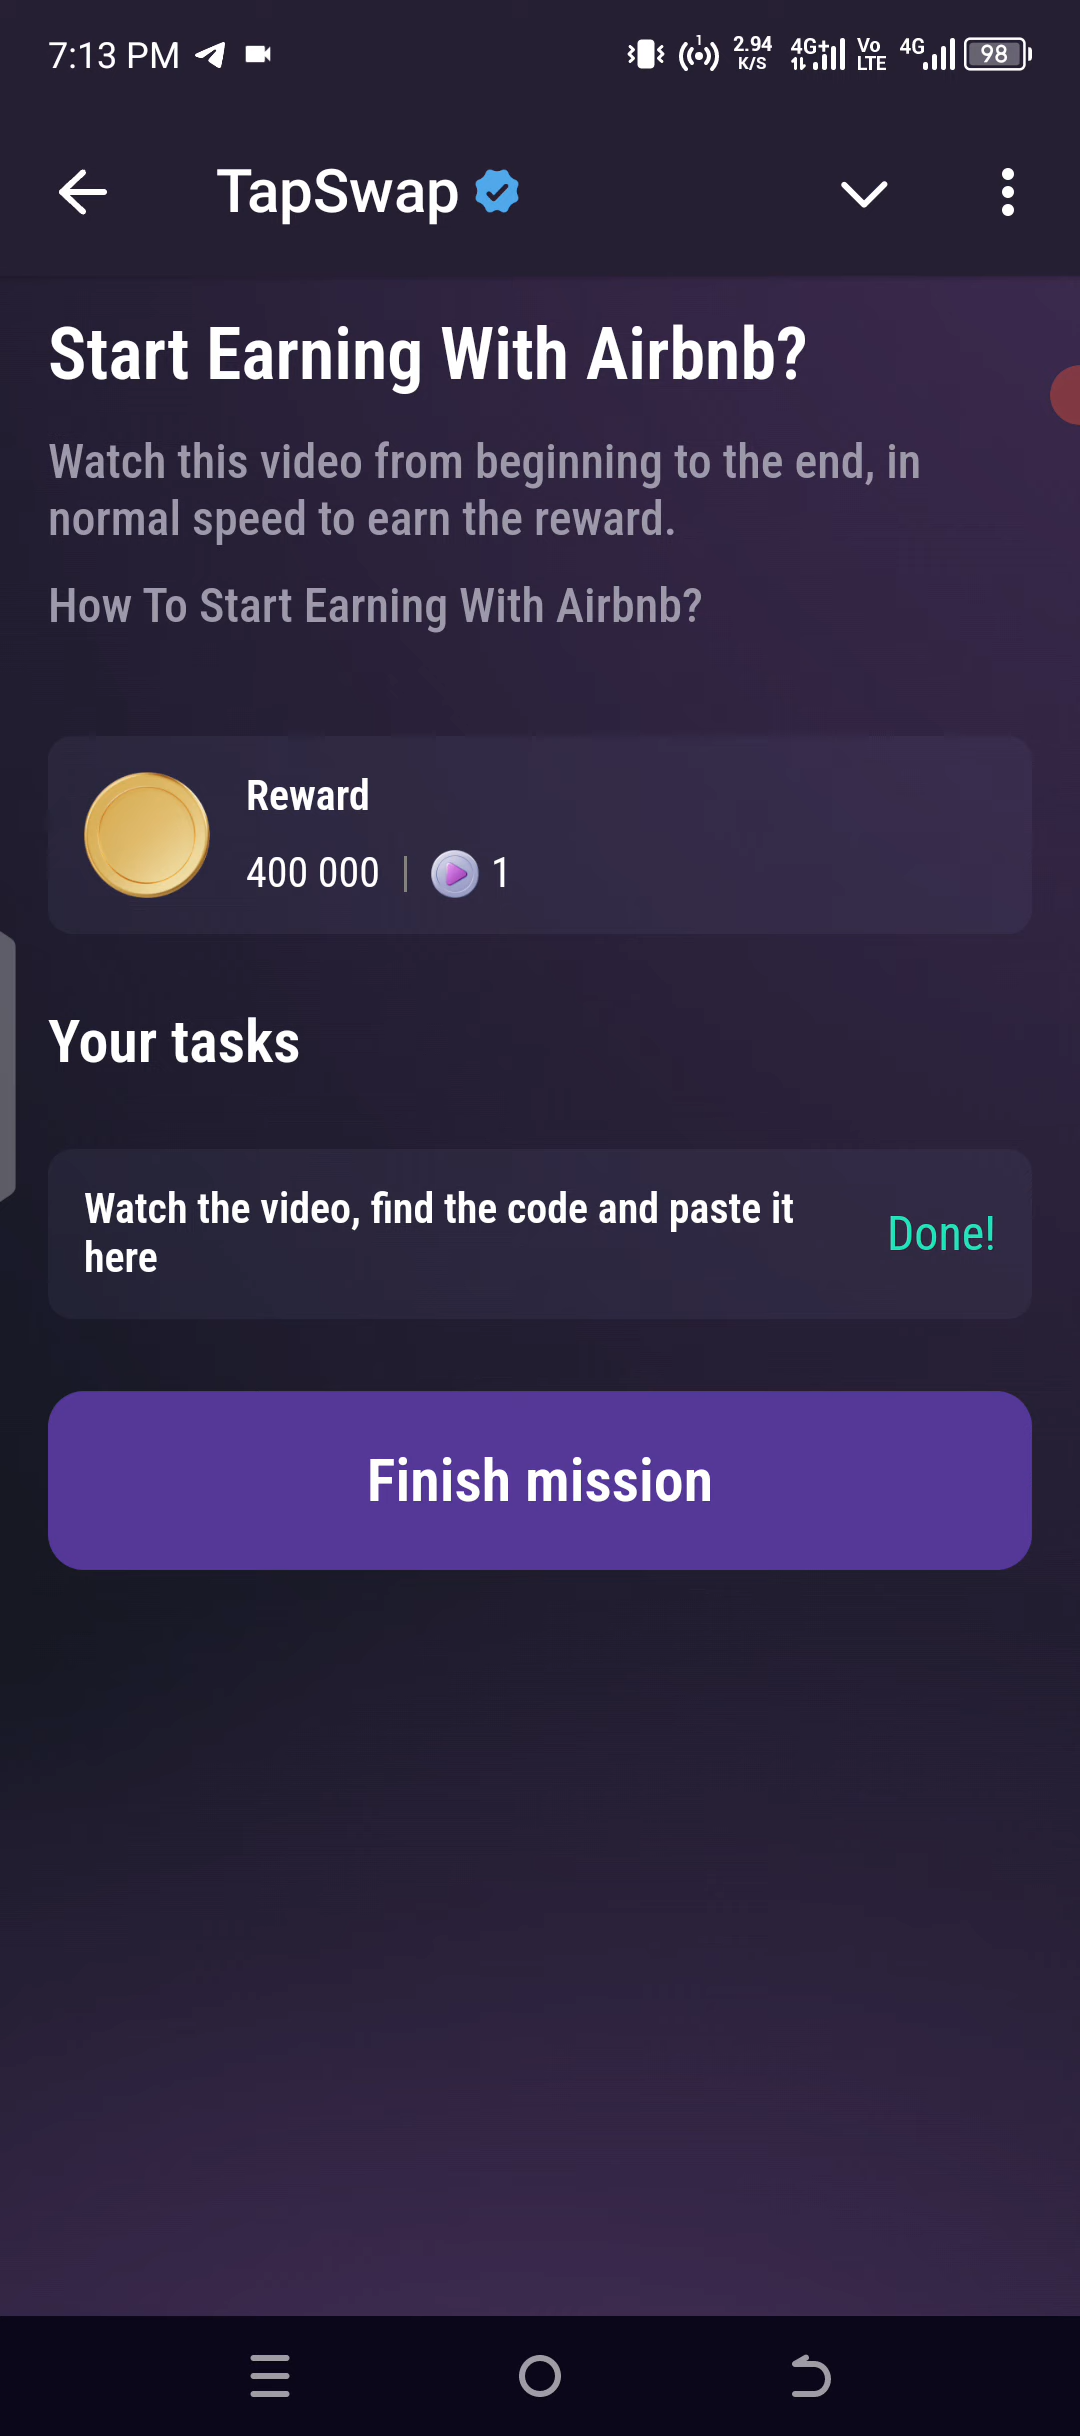 7:13 PM
1
2.94 K/S
4G+
Vo LTE
4G
98
TapSwap
Start Earning With Airbnb?
Watch this video from beginning to the end, in
normal speed to earn the reward.
How To Start Earning With Airbnb?
Reward
400 000 | 1
Your tasks
Watch the video, find the code and paste it
here
Done!
Finish mission